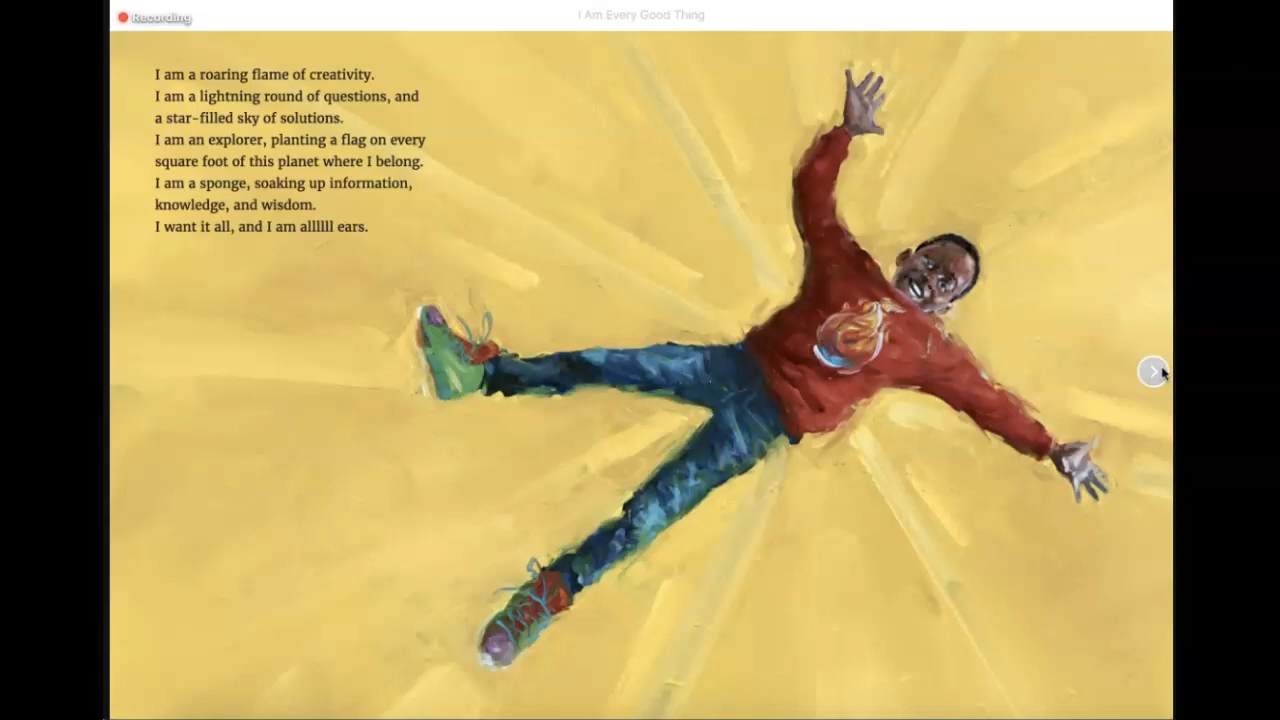 Recording
I Am Every Good Thing
I am a roaring flame of creativity.
I am a lightning round of questions, and
a star-filled sky of solutions.
I am an explorer, planting a flag on every
square foot of this planet where I belong.
I am a sponge, soaking up information,
knowledge, and wisdom.
I want it all, and I am allllll ears.